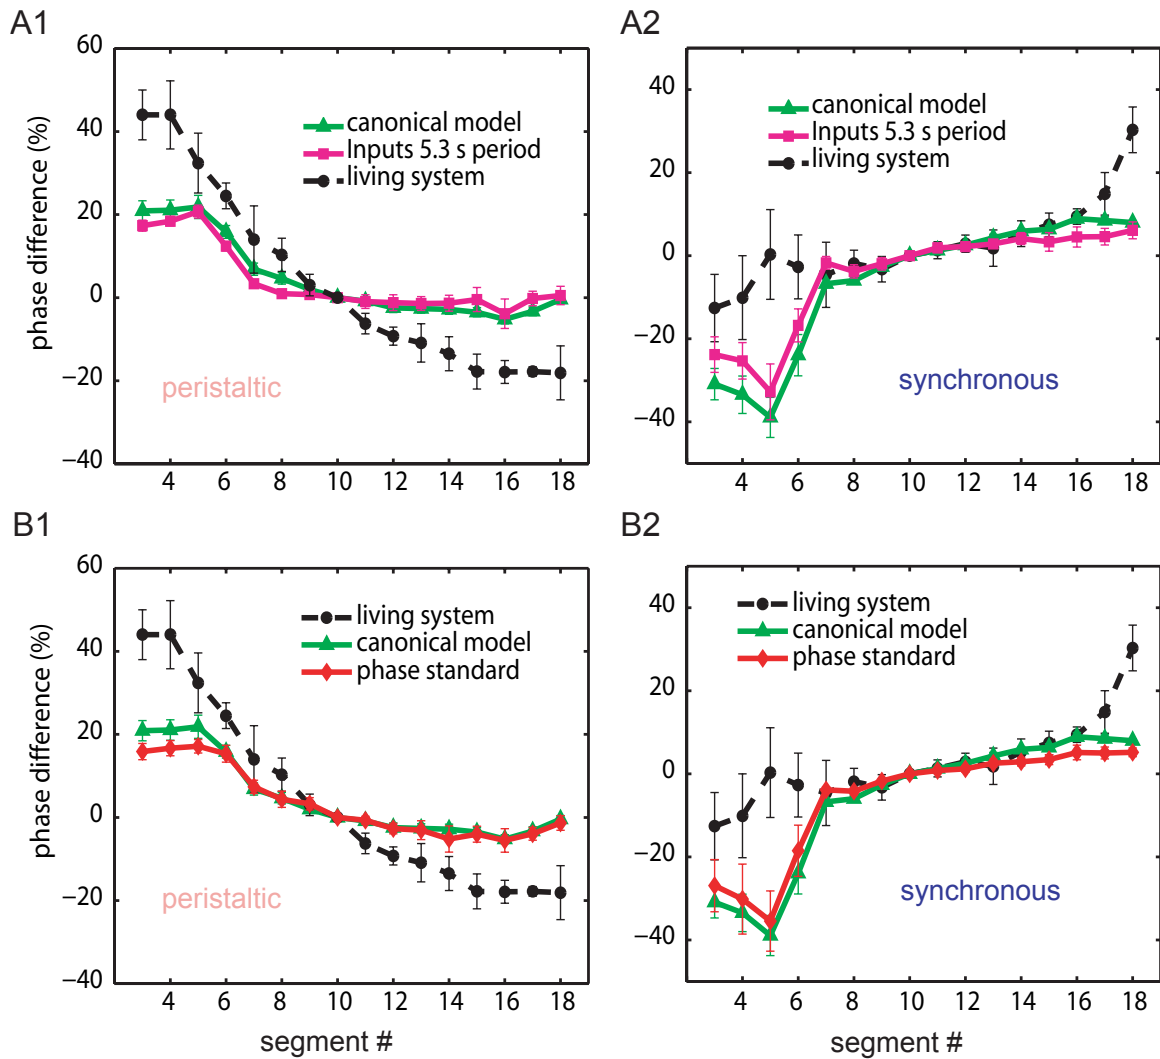 A1
A2
60
40
20
0
−20
−40
phase difference (%)
canonical model
Inputs 5.3 s period
living system
peristaltic
4 6 8 10 12 14 16 18
40
20
0
−20
−40
canonical model
Inputs 5.3 s period
living system
synchronous
4 6 8 10 12 14 16 18
B1
B2
60
40
20
0
−20
−40
phase difference (%)
living system
canonical model
phase standard
peristaltic
4 6 8 10 12 14 16 18
segment #
40
20
0
−20
−40
living system
canonical model
phase standard
synchronous
4 6 8 10 12 14 16 18
segment #